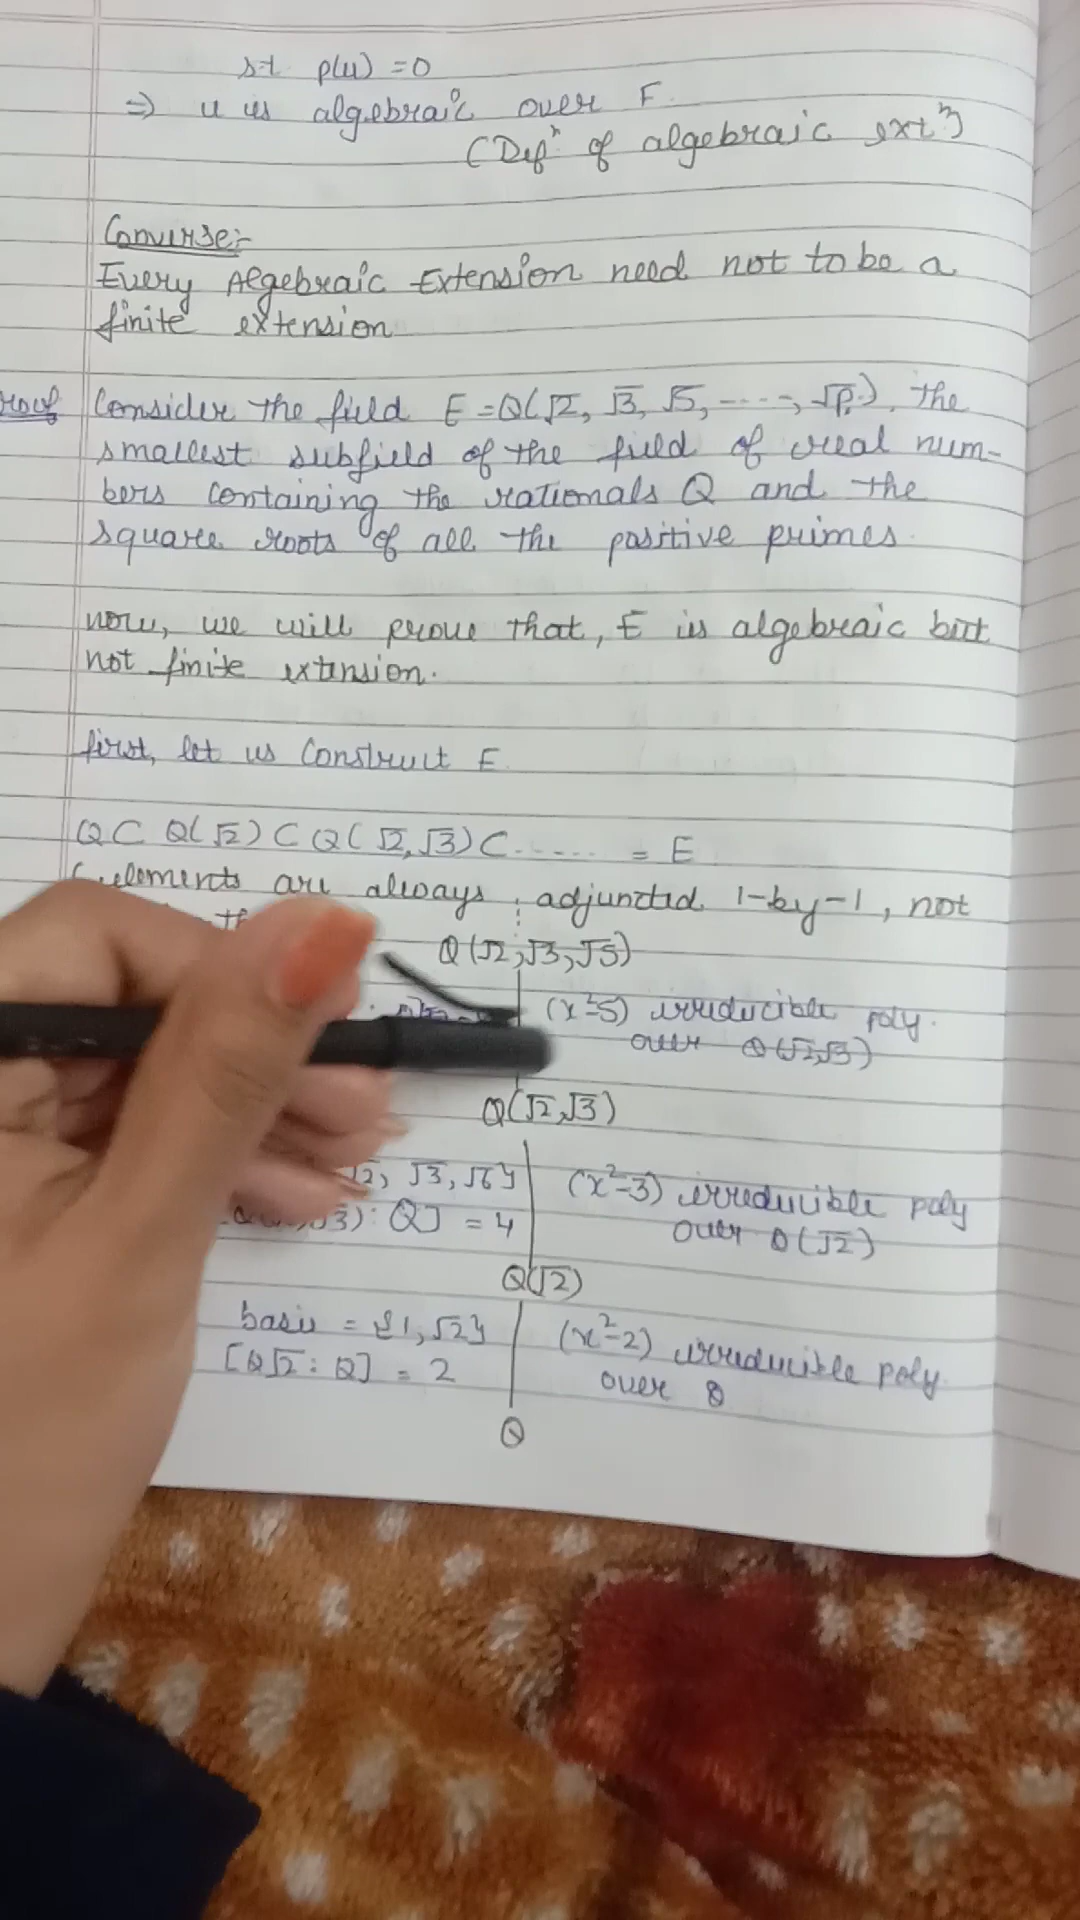 s.t p(u) = 0
=> u is algebraic over F.
(Defⁿ of algebraic extⁿ)
Converse:-
Every Algebraic Extension need not to be a
finite extension
Consider the field E = Q(√2, √3, √5, ----, √p..). The
smallest subfield of the field of real num-
bers containing the rationals Q and the
square roots of all the positive primes.
now, we will prove that, E is algebraic but
not finite extension.
first, let us construct E.
Q ⊂ Q(√2) ⊂ Q(√2,√3) ⊂ ...... = E
elements are always adjuncted 1-by-1, not
Q(√2,√3,√5)
(x²-5) irreducible poly.
over Q(√2,√3)
Q(√2,√3)
√2, √3, √6} (x²-3) irreducible poly
√3) : Q] = 4 over Q(√2)
Q(√2)
basis = {1,√2} (x²-2) irreducible poly.
[Q√2 : Q] = 2 over Q
Q